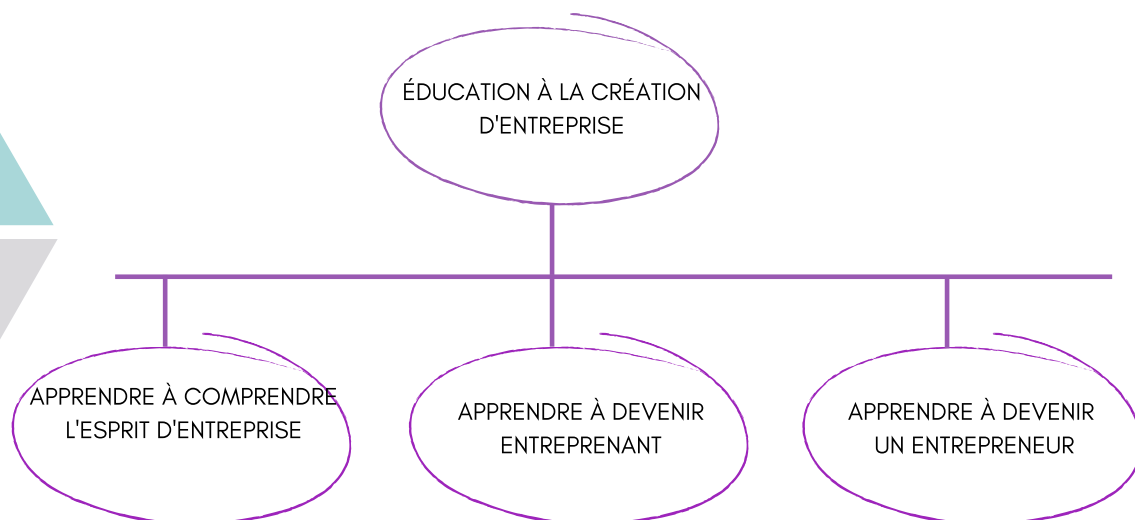 ÉDUCATION À LA CRÉATION
D'ENTREPRISE
APPRENDRE À COMPRENDRE
L'ESPRIT D'ENTREPRISE
APPRENDRE À DEVENIR
ENTREPRENANT
APPRENDRE À DEVENIR
UN ENTREPRENEUR